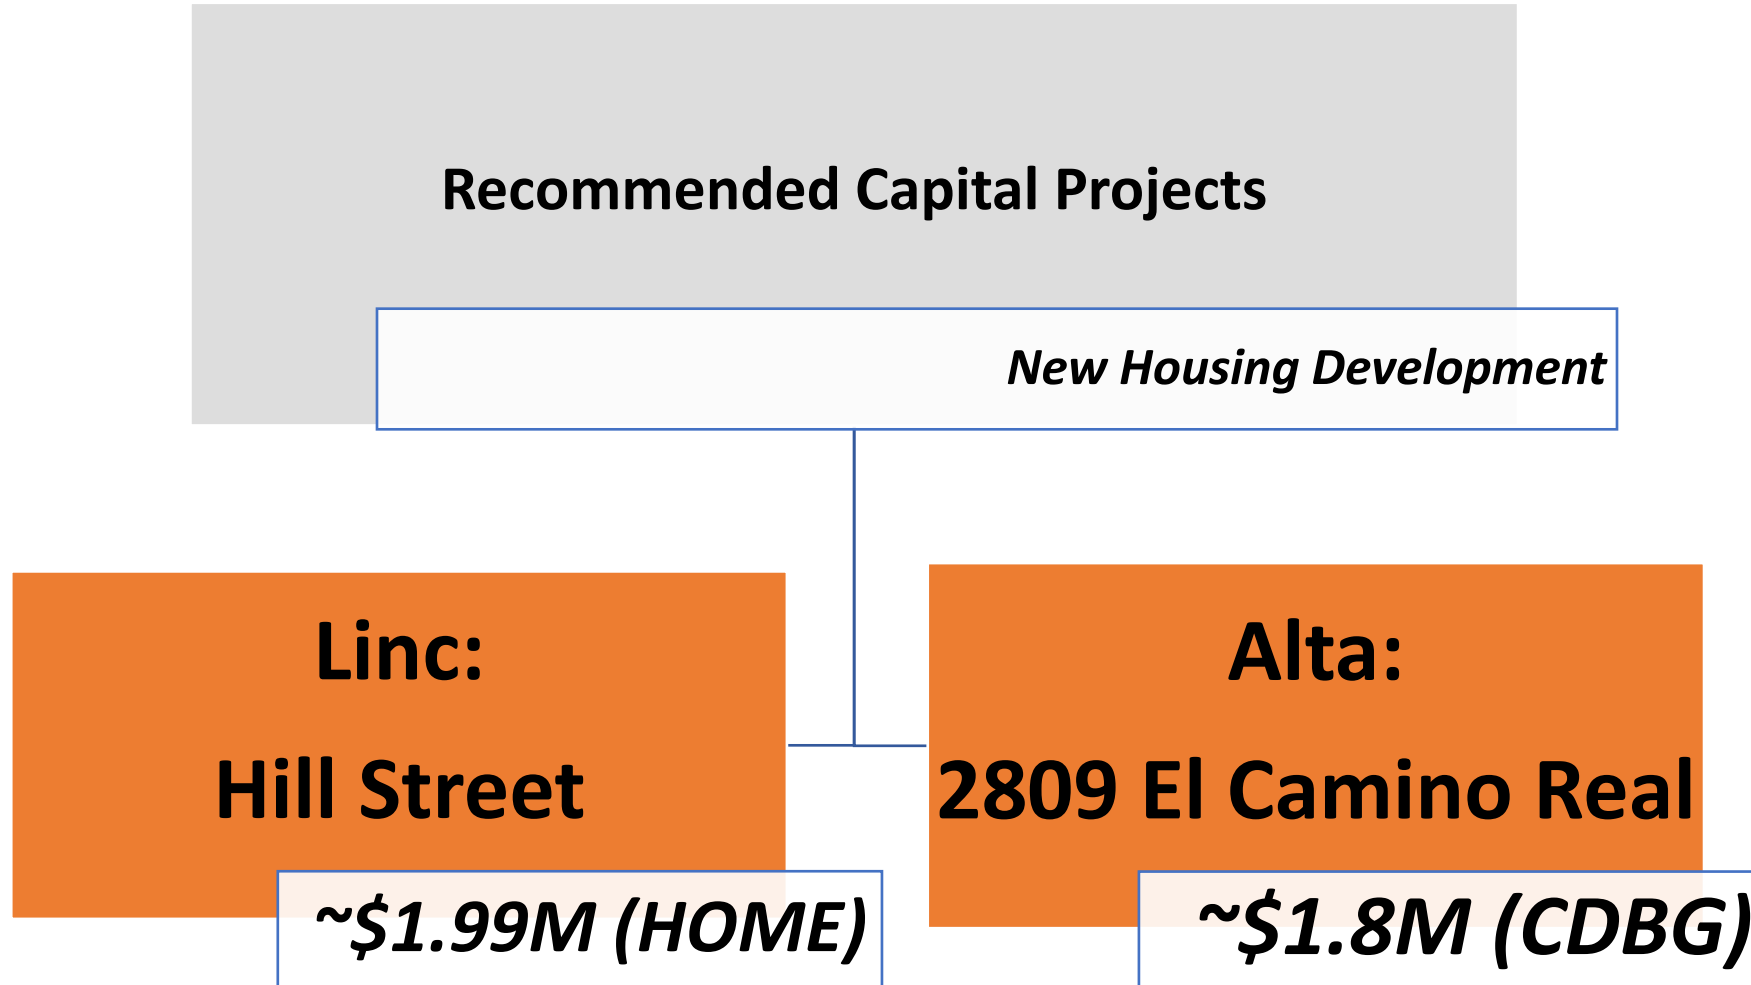 Recommended Capital Projects
New Housing Development
Linc:
Hill Street
~$1.99M (HOME)
Alta:
2809 El Camino Real
~$1.8M (CDBG)